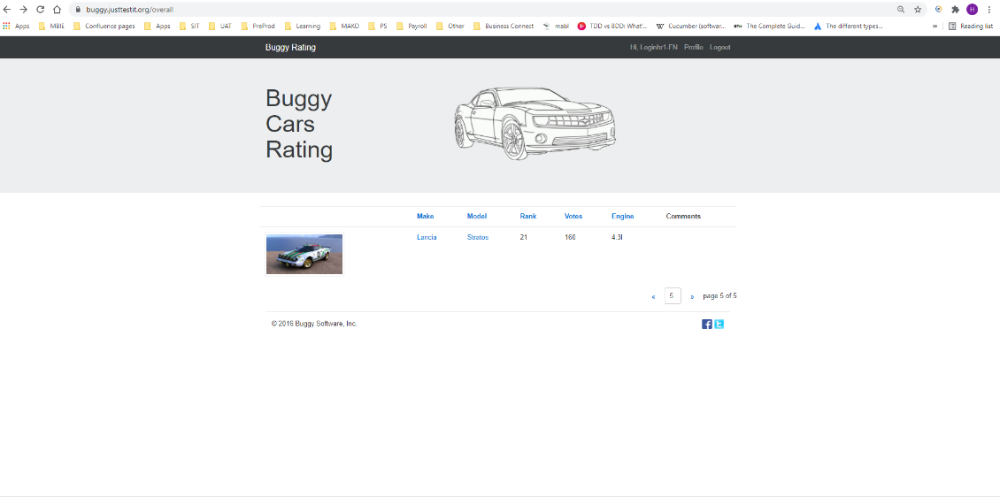 buggy.justtestit.org/overall
Apps MBIE Confluence pages Apps SIT UAT PreProd Learning MAKO PS Payroll Other Business Connect mabl TDD vs BDD: What'... Cucumber (softwar... The Complete Guid... The different types... » Reading list
Buggy Rating Hi, Loginhr1-FN Profile Logout
Buggy
Cars
Rating
Make Model Rank Votes Engine Comments
Lancia Stratos 21 160 4.3l
« 5 » page 5 of 5
© 2016 Buggy Software, Inc.